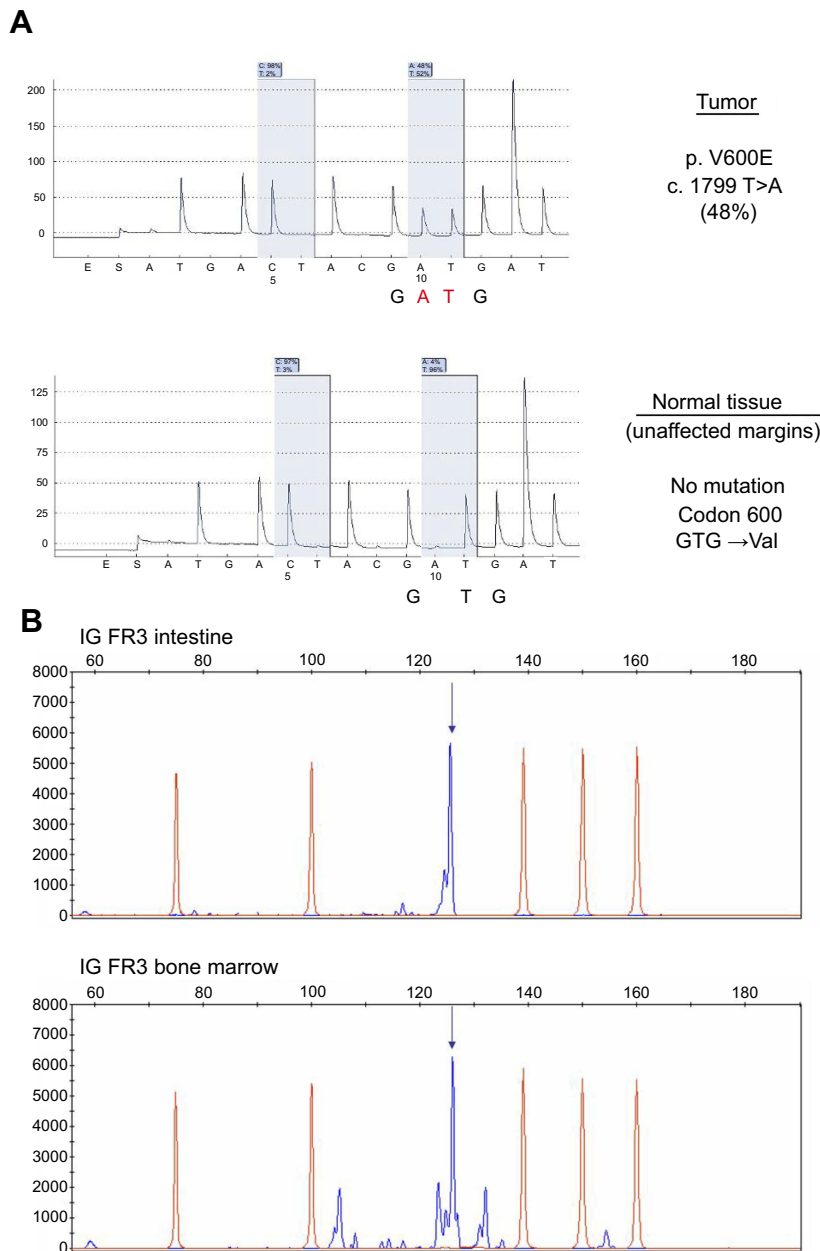 A
C: 98%
T: 2%
A: 48%
T: 52%
200
150
100
50
0
E S A T G A C T A C G A T G A T
5 10
G A T G
Tumor
p. V600E
c. 1799 T>A
(48%)
C: 97%
T: 3%
A: 4%
T: 96%
125
100
75
50
25
0
E S A T G A C T A C G A T G A T
5 10
G T G
Normal tissue
(unaffected margins)
No mutation
Codon 600
GTG →Val
B
IG FR3 intestine
60 80 100 120 140 160 180
8000
7000
6000
5000
4000
3000
2000
1000
0
IG FR3 bone marrow
60 80 100 120 140 160 180
8000
7000
6000
5000
4000
3000
2000
1000
0